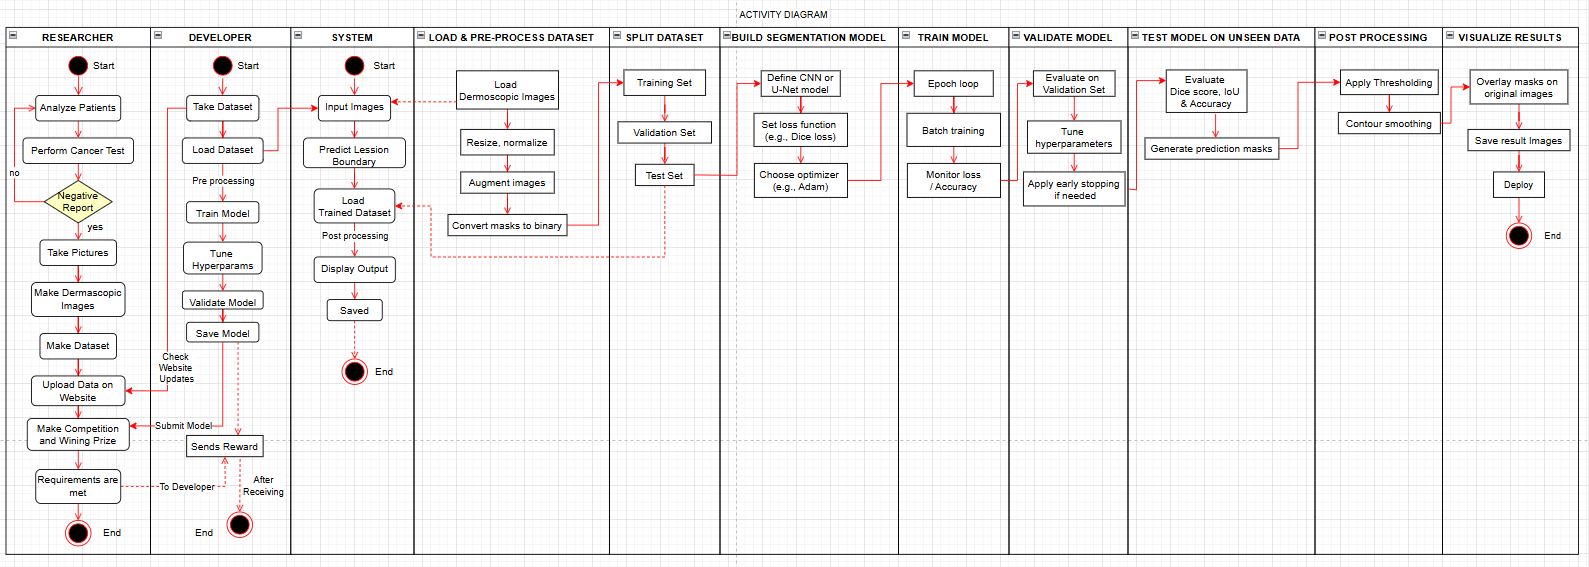 ACTIVITY DIAGRAM
RESEARCHER
DEVELOPER
SYSTEM
LOAD & PRE-PROCESS DATASET
SPLIT DATASET
BUILD SEGMENTATION MODEL
TRAIN MODEL
VALIDATE MODEL
TEST MODEL ON UNSEEN DATA
POST PROCESSING
VISUALIZE RESULTS
Start
Analyze Patients
Perform Cancer Test
no
Negative
Report
yes
Take Pictures
Make Dermascopic
Images
Make Dataset
Upload Data on
Website
Make Competition
and Wining Prize
Requirements are
met
End
Start
Take Dataset
Load Dataset
Pre processing
Train Model
Tune
Hyperparams
Validate Model
Save Model
Check
Website
Updates
Submit Model
Sends Reward
To Developer
After
Receiving
End
Start
Input Images
Predict Lession
Boundary
Load
Trained Dataset
Post processing
Display Output
Saved
End
Load
Dermoscopic Images
Resize, normalize
Augment images
Convert masks to binary
Training Set
Validation Set
Test Set
Define CNN or
U-Net model
Set loss function
(e.g., Dice loss)
Choose optimizer
(e.g., Adam)
Epoch loop
Batch training
Monitor loss
/ Accuracy
Evaluate on
Validation Set
Tune
hyperparameters
Apply early stopping
if needed
Evaluate
Dice score, IoU
& Accuracy
Generate prediction masks
Apply Thresholding
Contour smoothing
Overlay masks on
original images
Save result Images
Deploy
End